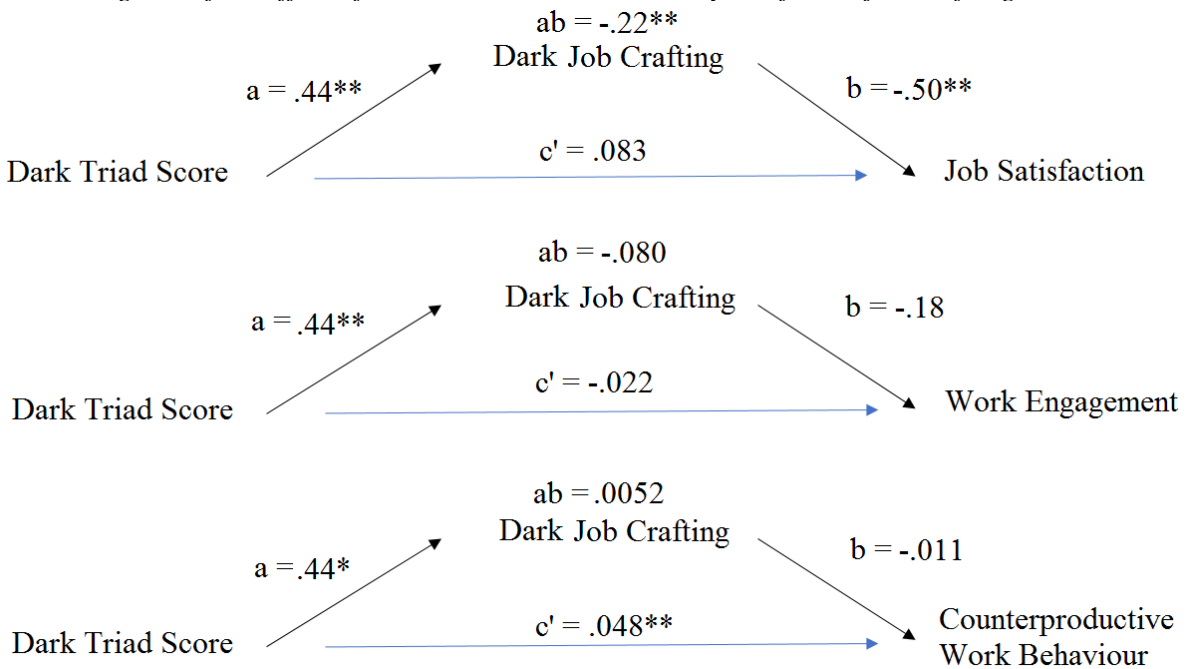 ab = -.22**
Dark Job Crafting
a = .44**
b = -.50**
c' = .083
Dark Triad Score
Job Satisfaction
ab = -.080
Dark Job Crafting
a = .44**
b = -.18
c' = -.022
Dark Triad Score
Work Engagement
ab = .0052
Dark Job Crafting
a = .44*
b = -.011
c' = .048**
Dark Triad Score
Counterproductive
Work Behaviour